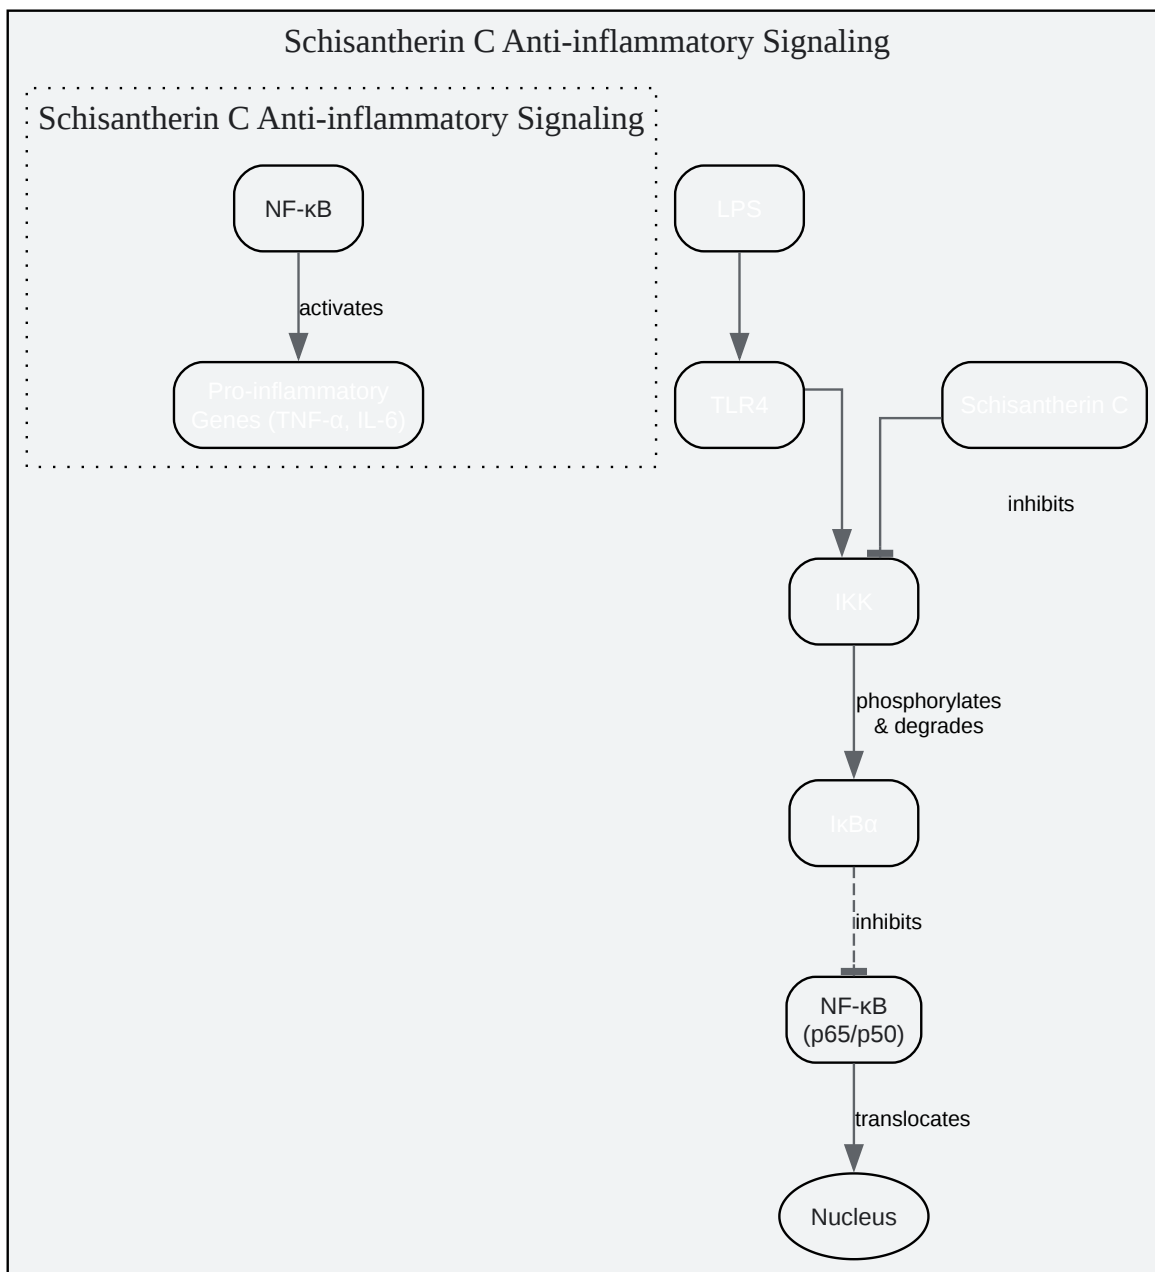 Schisantherin C Anti-inflammatory Signaling
Schisantherin C Anti-inflammatory Signaling
NF-κB
LPS
activates
Pro-inflammatory
Genes (TNF-α, IL-6)
TLR4
Schisantherin C
inhibits
IKK
phosphorylates
& degrades
IκBα
inhibits
NF-κB
(p65/p50)
translocates
Nucleus